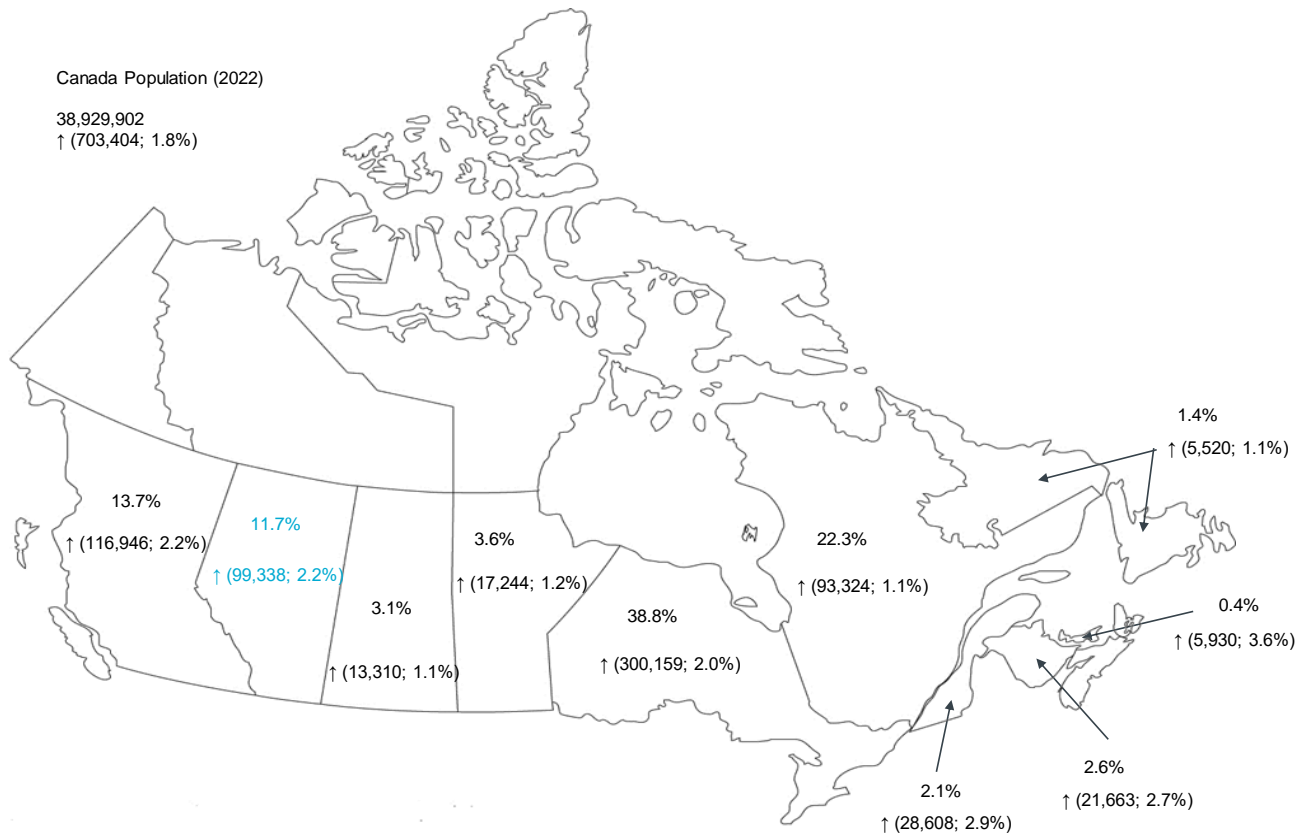 Canada Population (2022)
38,929,902
↑ (703,404; 1.8%)
1.4%
↑ (5,520; 1.1%)
13.7%
↑ (116,946; 2.2%)
11.7%
↑ (99,338; 2.2%)
3.6%
↑ (17,244; 1.2%)
22.3%
↑ (93,324; 1.1%)
3.1%
↑ (13,310; 1.1%)
38.8%
↑ (300,159; 2.0%)
0.4%
↑ (5,930; 3.6%)
2.1%
↑ (28,608; 2.9%)
2.6%
↑ (21,663; 2.7%)